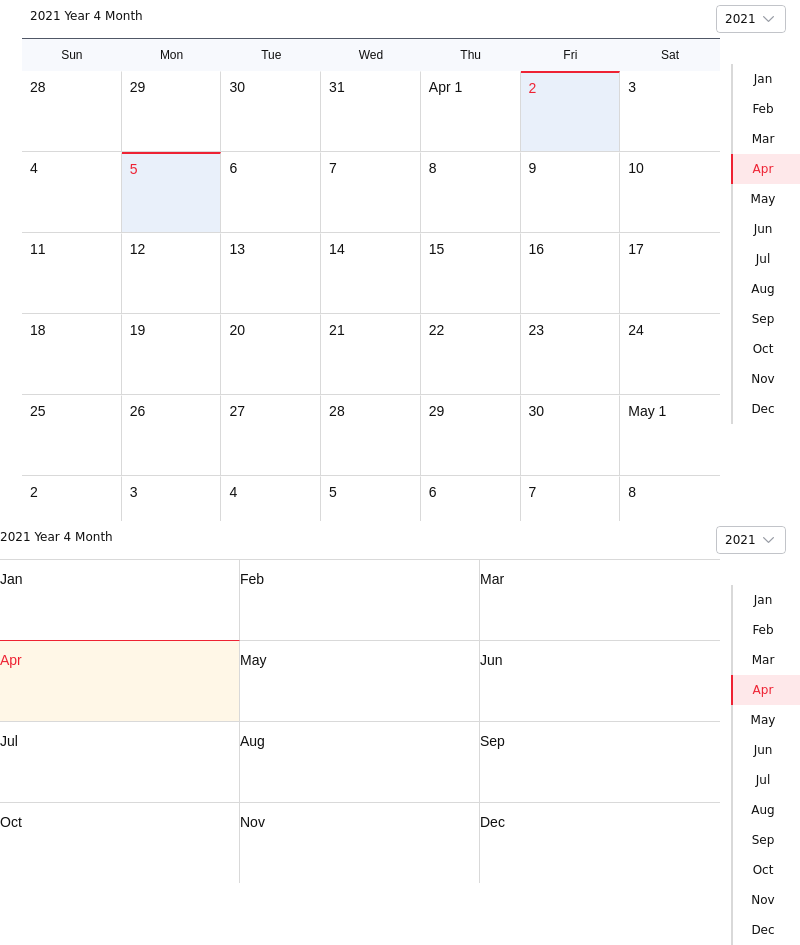 2021 Year 4 Month
2021
Sun Mon Tue Wed Thu Fri Sat
28 29 30 31 Apr 1 2 3
4 5 6 7 8 9 10
11 12 13 14 15 16 17
18 19 20 21 22 23 24
25 26 27 28 29 30 May 1
2 3 4 5 6 7 8
Jan
Feb
Mar
Apr
May
Jun
Jul
Aug
Sep
Oct
Nov
Dec
2021 Year 4 Month
2021
Jan Feb Mar
Apr May Jun
Jul Aug Sep
Oct Nov Dec
Jan
Feb
Mar
Apr
May
Jun
Jul
Aug
Sep
Oct
Nov
Dec